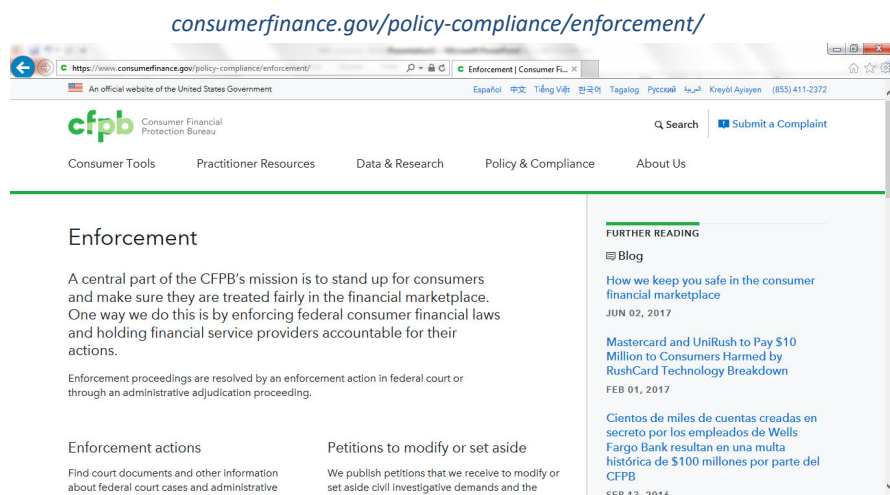 consumerfinance.gov/policy-compliance/enforcement/
https://www.consumerfinance.gov/policy-compliance/enforcement/
Enforcement | Consumer Fi...
An official website of the United States Government
Español 中文 Tiếng Việt 한국어 Tagalog Русский العربية Kreyòl Ayisyen (855) 411-2372
cfpb Consumer Financial
Protection Bureau
Search
Submit a Complaint
Consumer Tools Practitioner Resources Data & Research Policy & Compliance About Us
Enforcement
A central part of the CFPB's mission is to stand up for consumers
and make sure they are treated fairly in the financial marketplace.
One way we do this is by enforcing federal consumer financial laws
and holding financial service providers accountable for their
actions.
Enforcement proceedings are resolved by an enforcement action in federal court or
through an administrative adjudication proceeding.
Enforcement actions
Find court documents and other information
about federal court cases and administrative
Petitions to modify or set aside
We publish petitions that we receive to modify or
set aside civil investigative demands and the
FURTHER READING
Blog
How we keep you safe in the consumer
financial marketplace
JUN 02, 2017
Mastercard and UniRush to Pay $10
Million to Consumers Harmed by
RushCard Technology Breakdown
FEB 01, 2017
Cientos de miles de cuentas creadas en
secreto por los empleados de Wells
Fargo Bank resultan en una multa
histórica de $100 millones por parte del
CFPB
SEP 13, 2016